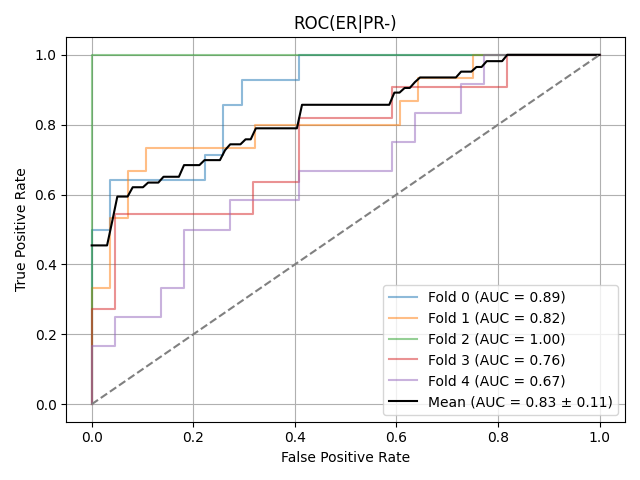 ROC(ER|PR-)
True Positive Rate
1.0
0.8
0.6
0.4
0.2
0.0
0.0 0.2 0.4 0.6 0.8 1.0
False Positive Rate
Fold 0 (AUC = 0.89)
Fold 1 (AUC = 0.82)
Fold 2 (AUC = 1.00)
Fold 3 (AUC = 0.76)
Fold 4 (AUC = 0.67)
Mean (AUC = 0.83 ± 0.11)